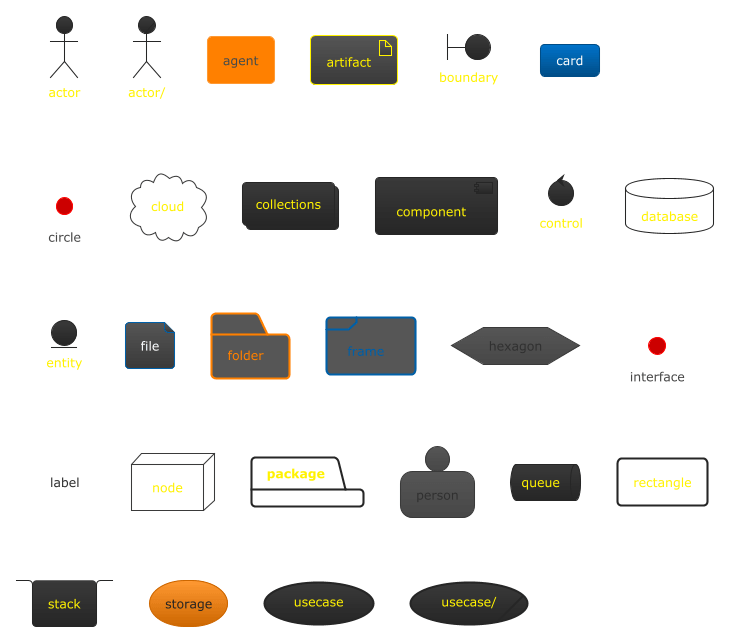 actor
actor/
agent
artifact
boundary
card
circle
cloud
collections
component
control
database
entity
file
folder
frame
hexagon
interface
label
node
package
person
queue
rectangle
stack
storage
usecase
usecase/